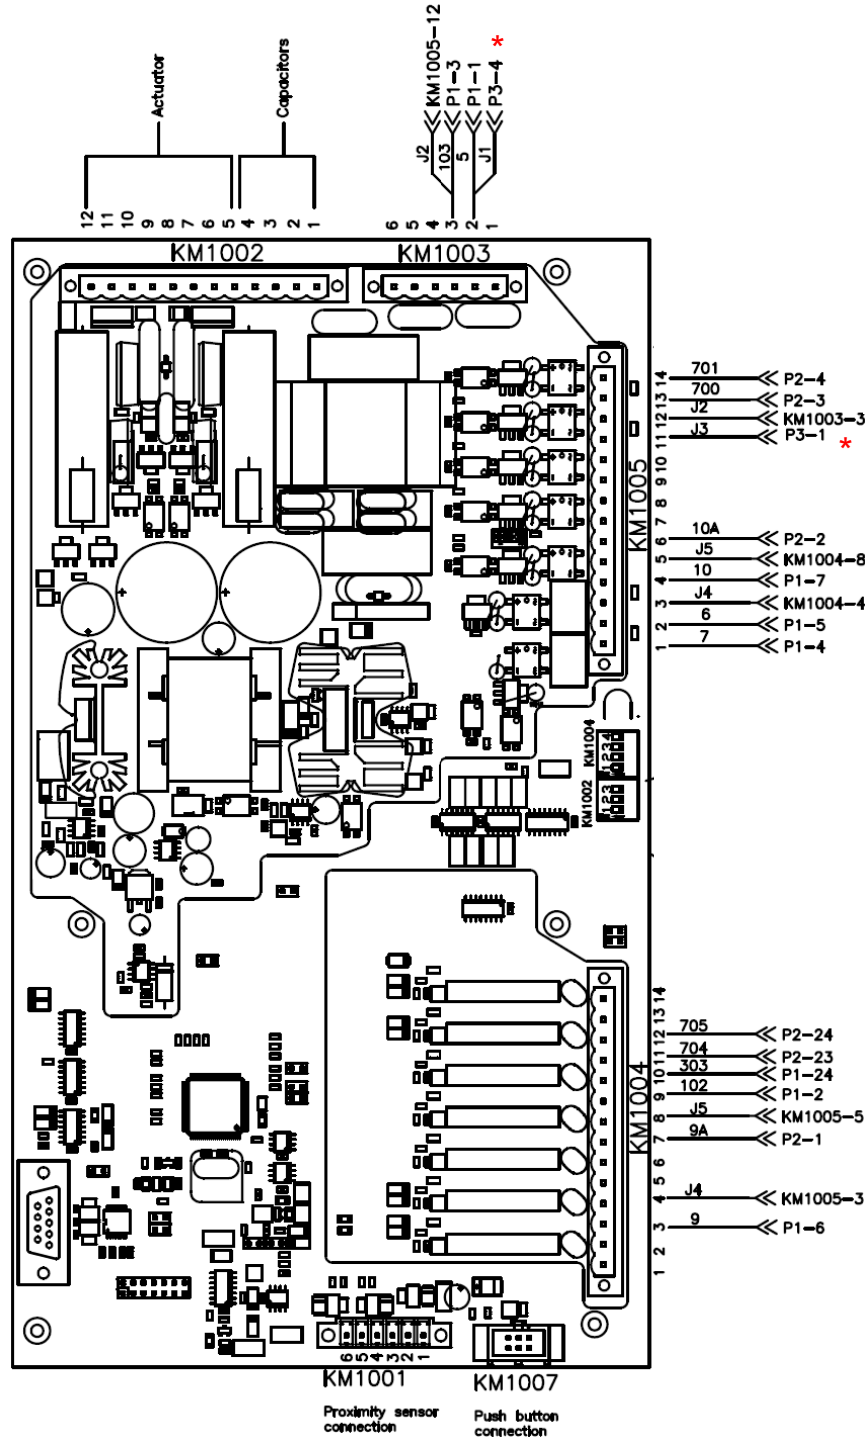 Actuator
Capacitors
J2 KM1005-12
103 P1-3
5 P1-1
J1 P3-4 *
12 11 10 9 8 7 6 5 4 3 2 1
6 5 4 3 2 1
KM1002
KM1003
KM1005
14 701 P2-4
13 700 P2-3
12 J2 KM1003-3
11 J3 P3-1 *
10
9
8
7
6 10A P2-2
5 J5 KM1004-8
4 10 P1-7
3 J4 KM1004-4
2 6 P1-5
1 7 P1-4
KM1004
1234
KM1002
123
KM1004
14
13
12 705 P2-24
11 704 P2-23
10 303 P1-24
9 102 P1-2
8 J5 KM1005-5
7 9A P2-1
6
5
4 J4 KM1005-3
3 9 P1-6
2
1
6 5 4 3 2 1
KM1001
KM1007
Proximity sensor
connection
Push button
connection